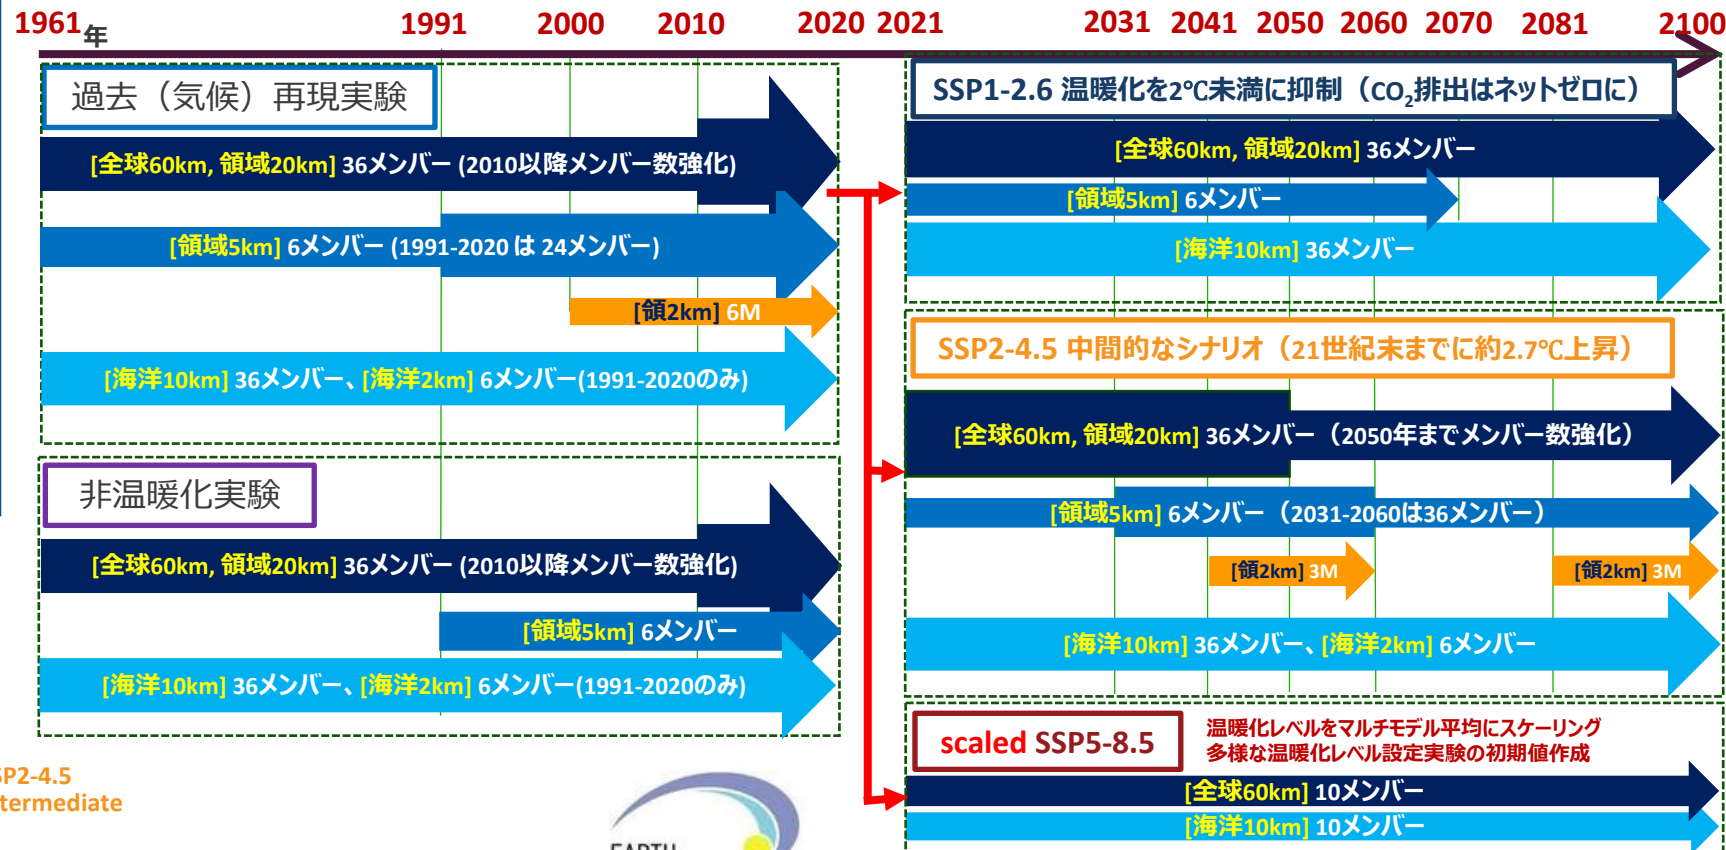 1961年 1991 2000 2010 2020 2021 2031 2041 2050 2060 2070 2081 2100
過去（気候）再現実験
[全球60km, 領域20km] 36メンバー (2010以降メンバー数強化)
[領域5km] 6メンバー (1991-2020 は 24メンバー)
[領2km] 6M
[海洋10km] 36メンバー、[海洋2km] 6メンバー(1991-2020のみ)
非温暖化実験
[全球60km, 領域20km] 36メンバー (2010以降メンバー数強化)
[領域5km] 6メンバー
[海洋10km] 36メンバー、[海洋2km] 6メンバー(1991-2020のみ)
SP2-4.5
termediate
EARTH
SSP1-2.6 温暖化を2℃未満に抑制（CO₂排出はネットゼロに）
[全球60km, 領域20km] 36メンバー
[領域5km] 6メンバー
[海洋10km] 36メンバー
SSP2-4.5 中間的なシナリオ（21世紀末までに約2.7℃上昇）
[全球60km, 領域20km] 36メンバー（2050年までメンバー数強化）
[領域5km] 6メンバー（2031-2060は36メンバー）
[領2km] 3M
[領2km] 3M
[海洋10km] 36メンバー、[海洋2km] 6メンバー
scaled SSP5-8.5
温暖化レベルをマルチモデル平均にスケーリング
多様な温暖化レベル設定実験の初期値作成
[全球60km] 10メンバー
[海洋10km] 10メンバー